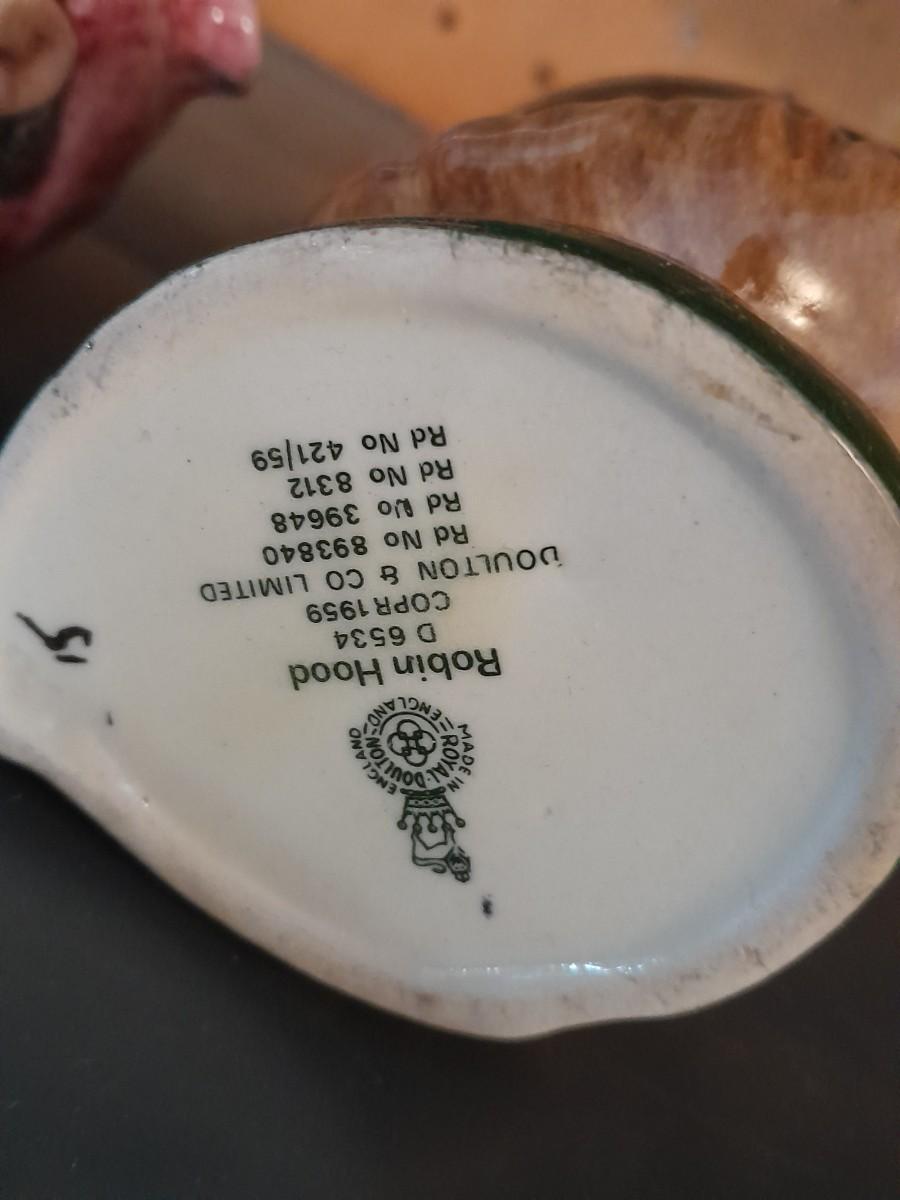 MADE IN ENGLAND
ROYAL·DOULTON
ENGLAND
Robin Hood
D 6534
COPR 1959
DOULTON & CO LIMITED
Rd No 893840
Rd No 39648
Rd No 8312
Rd No 421/59